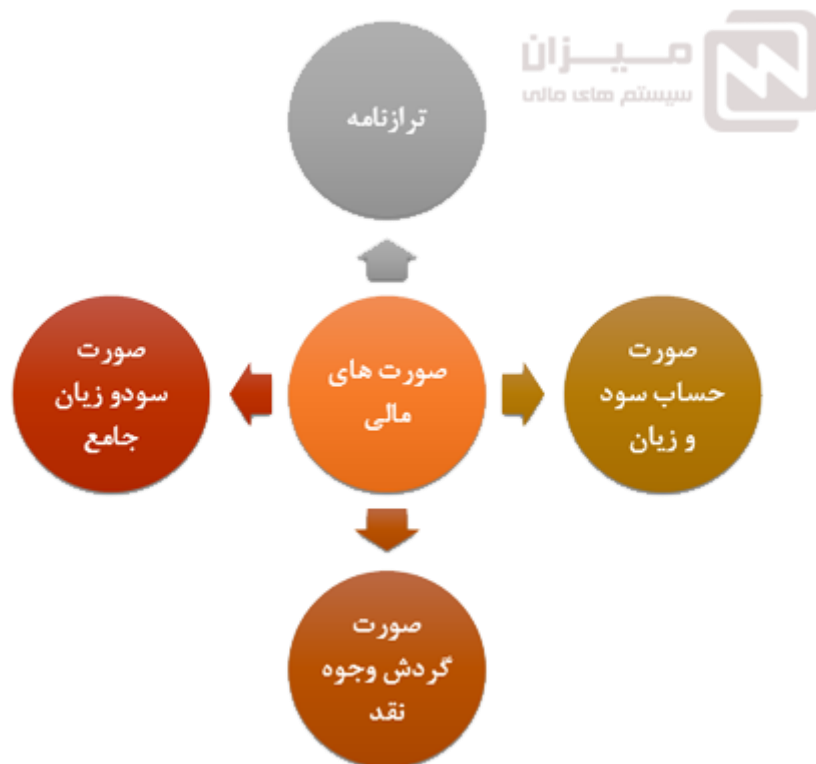 میزان
سیستم های مالی
ترازنامه
صورت
حساب سود
و زیان
صورت های
مالی
صورت
سودو زیان
جامع
صورت
گردش وجوه
نقد